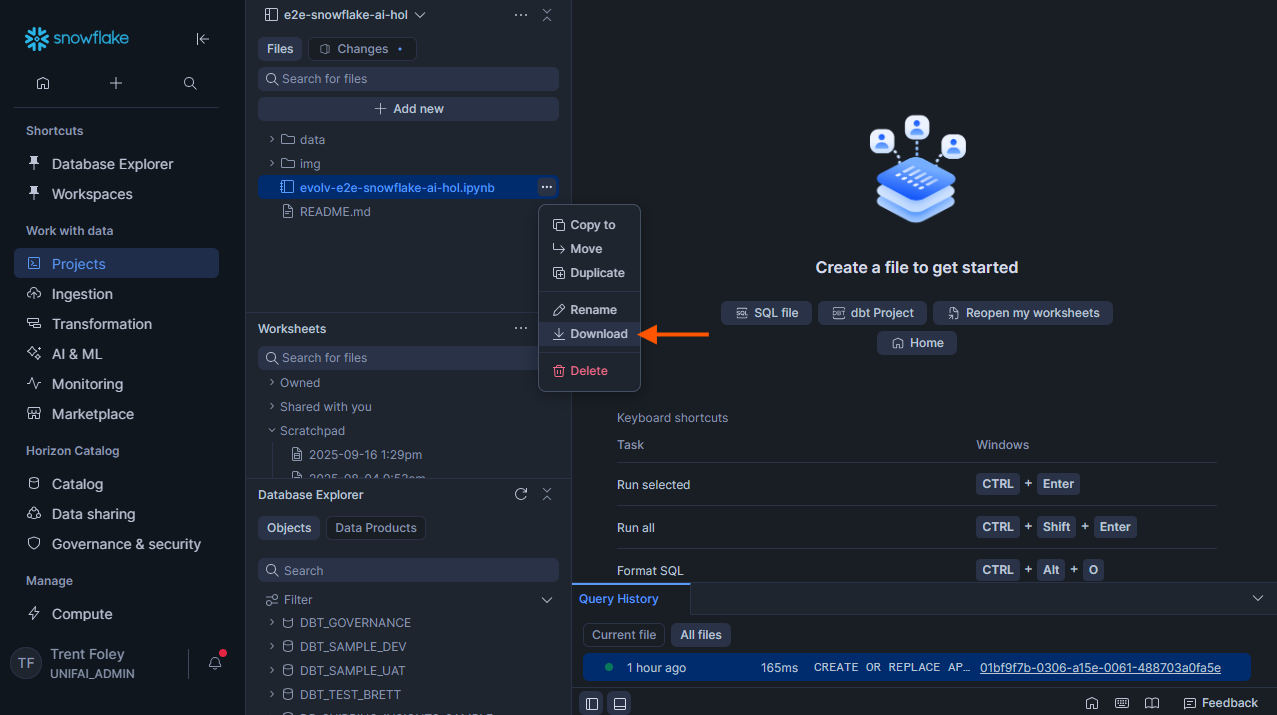 snowflake
Shortcuts
Database Explorer
Workspaces
Work with data
Projects
Ingestion
Transformation
AI & ML
Monitoring
Marketplace
Horizon Catalog
Catalog
Data sharing
Governance & security
Manage
Compute
TF
Trent Foley
UNIFAI_ADMIN
e2e-snowflake-ai-hol
Files
Changes
Search for files
Add new
data
img
evolv-e2e-snowflake-ai-hol.ipynb
README.md
Copy to
Move
Duplicate
Rename
Download
Delete
Worksheets
Search for files
Owned
Shared with you
Scratchpad
2025-09-16 1:29pm
Database Explorer
Objects
Data Products
Search
Filter
DBT_GOVERNANCE
DBT_SAMPLE_DEV
DBT_SAMPLE_UAT
DBT_TEST_BRETT
Create a file to get started
SQL SQL file
DBT dbt Project
Reopen my worksheets
Home
Keyboard shortcuts
Task Windows
Run selected CTRL + Enter
Run all CTRL + Shift + Enter
Format SQL CTRL + Alt + O
Query History
Current file
All files
1 hour ago 165ms CREATE OR REPLACE AP… 01bf9f7b-0306-a15e-0061-488703a0fa5e
Feedback